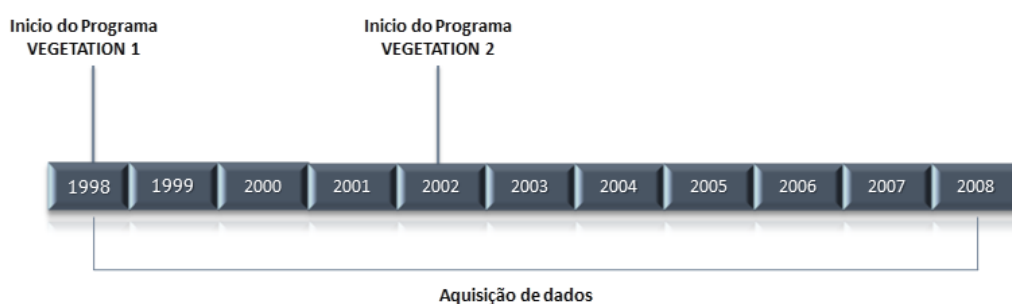 Inicio do Programa
VEGETATION 1
Inicio do Programa
VEGETATION 2
1998 1999 2000 2001 2002 2003 2004 2005 2006 2007 2008
Aquisição de dados